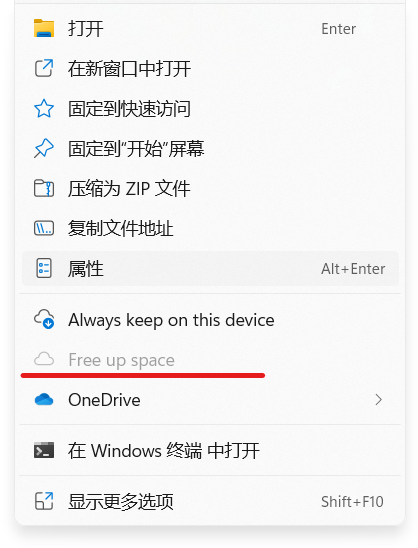 打开 Enter
在新窗口中打开
固定到快速访问
固定到"开始"屏幕
压缩为 ZIP 文件
复制文件地址
属性 Alt+Enter
Always keep on this device
Free up space
OneDrive
在 Windows 终端 中打开
显示更多选项 Shift+F10